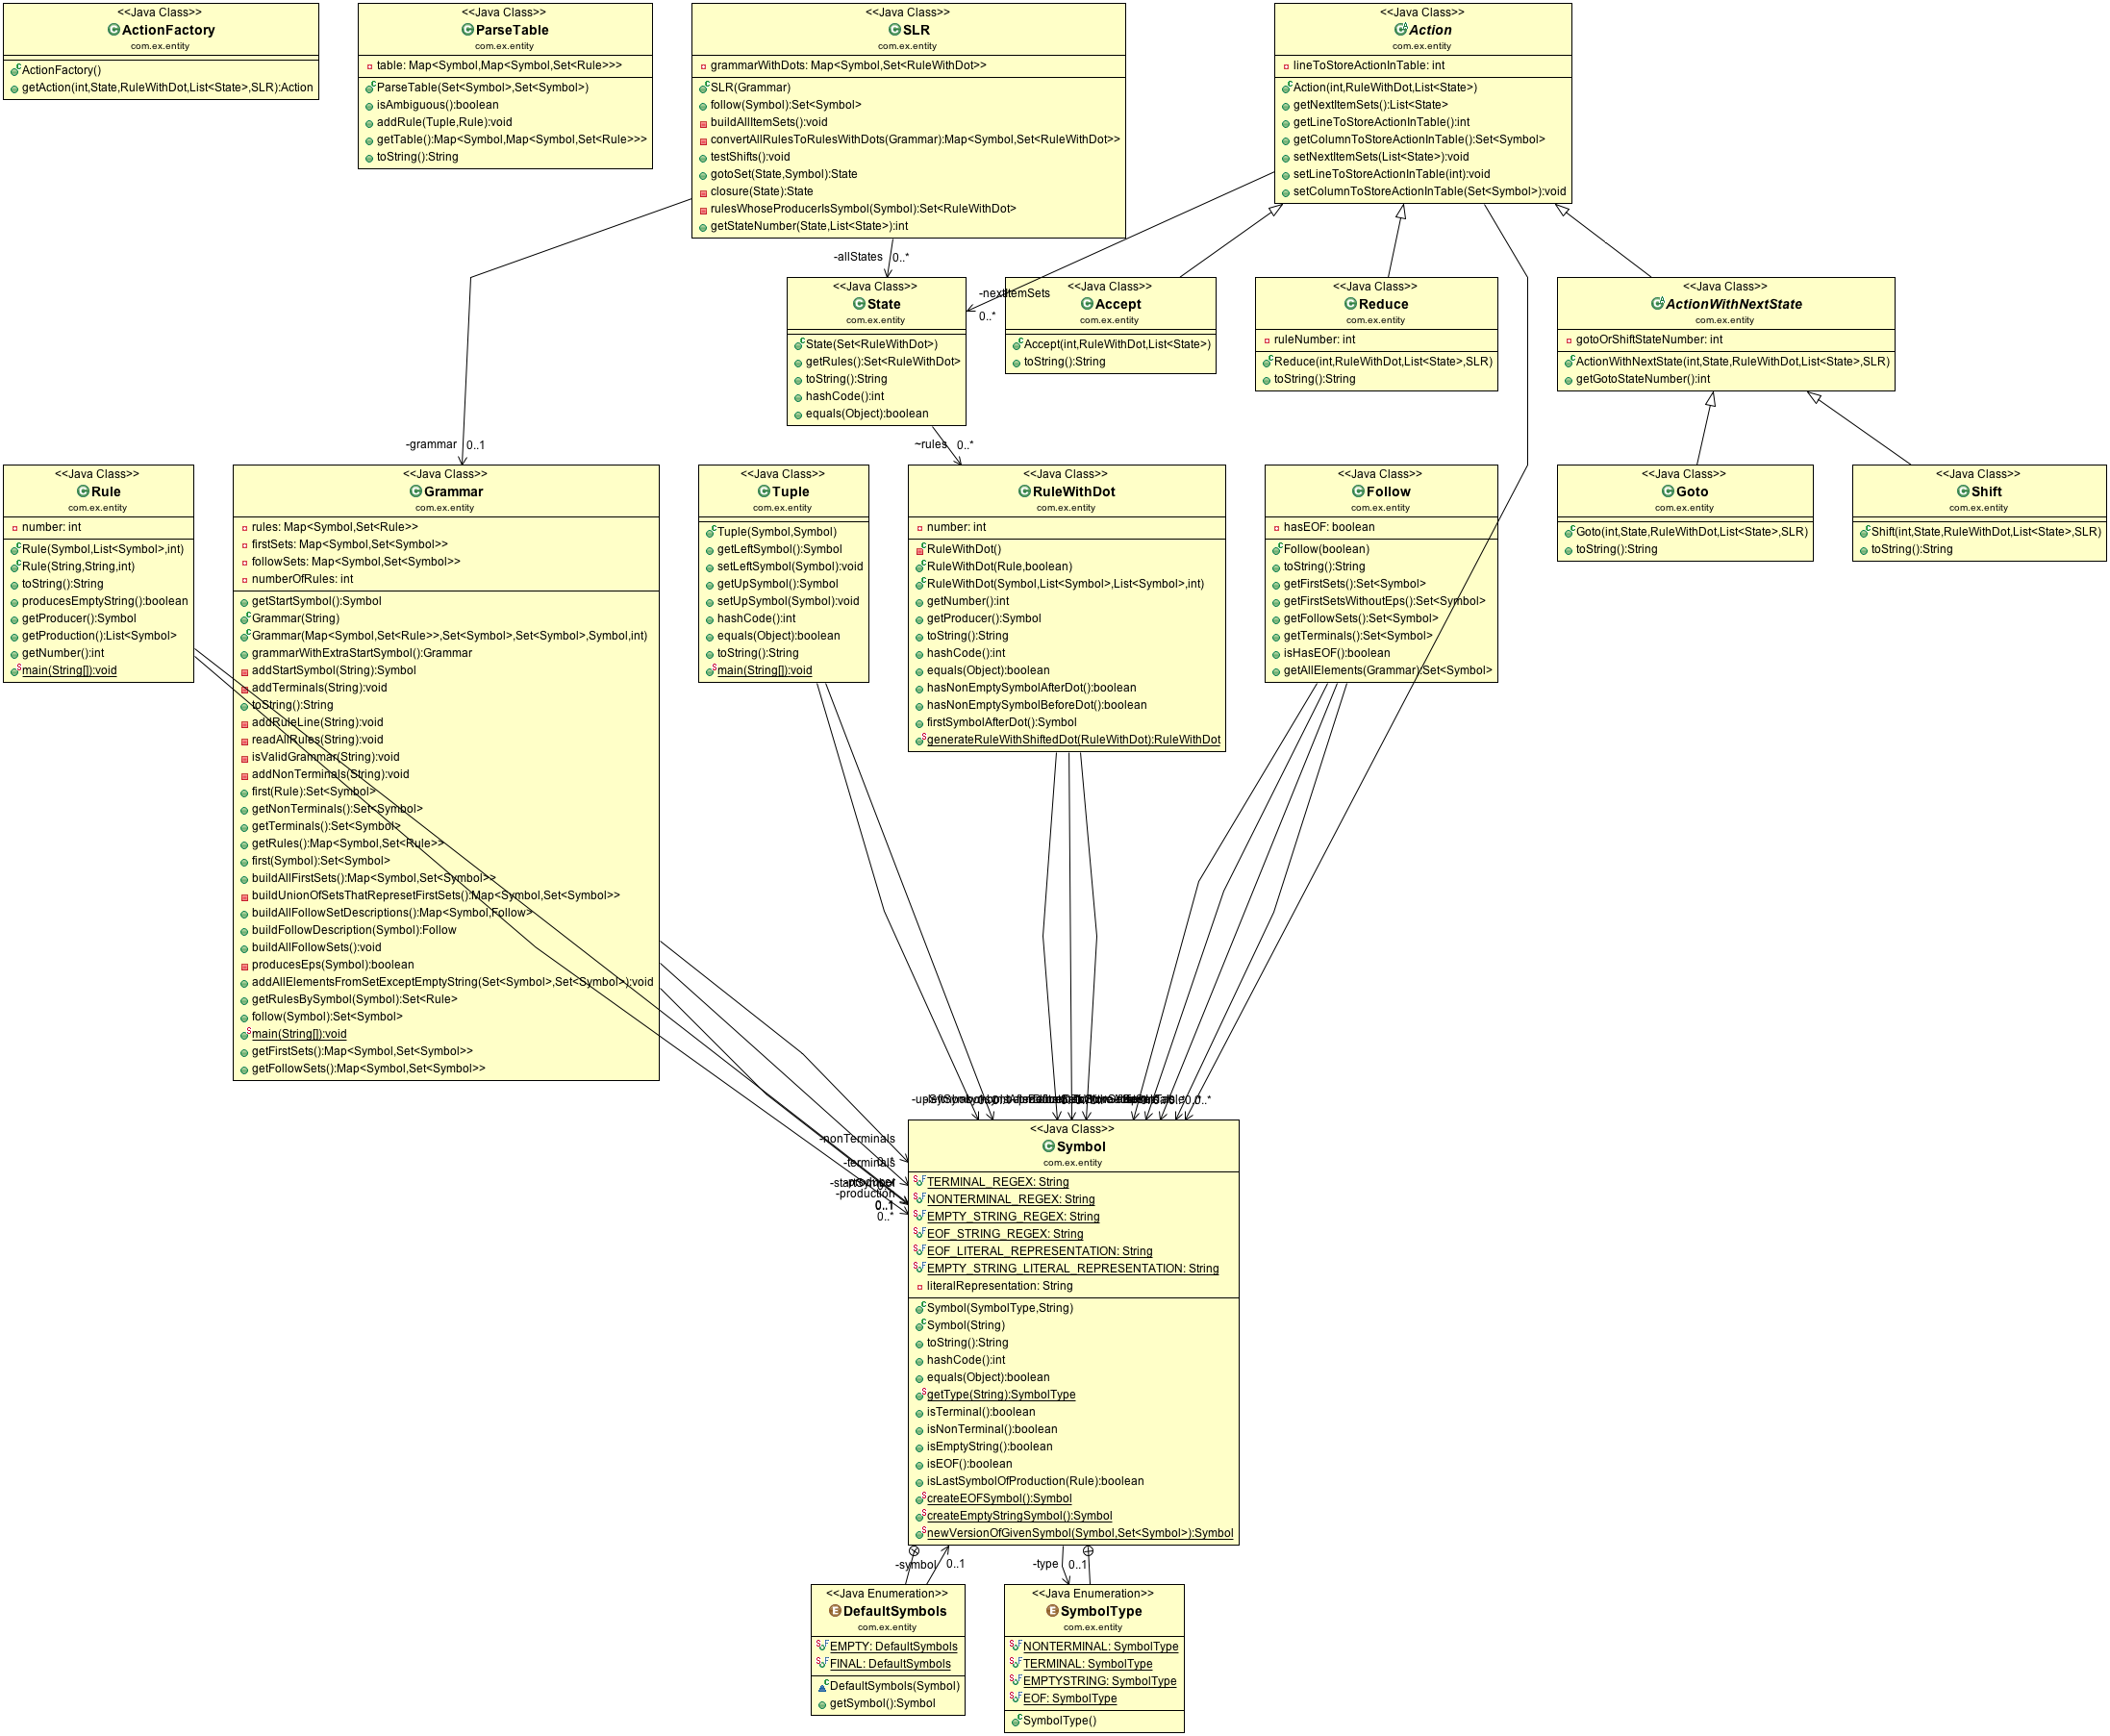 <<Java Class>>
ActionFactory
com.ex.entity
ActionFactory()
getAction(int,State,RuleWithDot,List<State>,SLR):Action
<<Java Class>>
ParseTable
com.ex.entity
table: Map<Symbol,Map<Symbol,Set<Rule>>>
ParseTable(Set<Symbol>,Set<Symbol>)
isAmbiguous():boolean
addRule(Tuple,Rule):void
getTable():Map<Symbol,Map<Symbol,Set<Rule>>>
toString():String
<<Java Class>>
SLR
com.ex.entity
grammarWithDots: Map<Symbol,Set<RuleWithDot>>
SLR(Grammar)
follow(Symbol):Set<Symbol>
buildAllItemSets():void
convertAllRulesToRulesWithDots(Grammar):Map<Symbol,Set<RuleWithDot>>
testShifts():void
gotoSet(State,Symbol):State
closure(State):State
rulesWhoseProducerIsSymbol(Symbol):Set<RuleWithDot>
getStateNumber(State,List<State>):int
<<Java Class>>
Action
com.ex.entity
lineToStoreActionInTable: int
Action(int,RuleWithDot,List<State>)
getNextItemSets():List<State>
getLineToStoreActionInTable():int
getColumnToStoreActionInTable():Set<Symbol>
setNextItemSets(List<State>):void
setLineToStoreActionInTable(int):void
setColumnToStoreActionInTable(Set<Symbol>):void
-allStates
0..*
<<Java Class>>
State
com.ex.entity
State(Set<RuleWithDot>)
getRules():Set<RuleWithDot>
toString():String
hashCode():int
equals(Object):boolean
-nextItemSets
0..*
<<Java Class>>
Accept
com.ex.entity
Accept(int,RuleWithDot,List<State>)
toString():String
<<Java Class>>
Reduce
com.ex.entity
ruleNumber: int
Reduce(int,RuleWithDot,List<State>,SLR)
toString():String
<<Java Class>>
ActionWithNextState
com.ex.entity
gotoOrShiftStateNumber: int
ActionWithNextState(int,State,RuleWithDot,List<State>,SLR)
getGotoStateNumber():int
-grammar
0..1
~rules
0..*
<<Java Class>>
Rule
com.ex.entity
number: int
Rule(Symbol,List<Symbol>,int)
Rule(String,String,int)
toString():String
producesEmptyString():boolean
getProducer():Symbol
getProduction():List<Symbol>
getNumber():int
main(String[]):void
<<Java Class>>
Grammar
com.ex.entity
rules: Map<Symbol,Set<Rule>>
firstSets: Map<Symbol,Set<Symbol>>
followSets: Map<Symbol,Set<Symbol>>
numberOfRules: int
getStartSymbol():Symbol
Grammar(String)
Grammar(Map<Symbol,Set<Rule>>,Set<Symbol>,Set<Symbol>,Symbol,int)
grammarWithExtraStartSymbol():Grammar
addStartSymbol(String):Symbol
addTerminals(String):void
toString():String
addRuleLine(String):void
readAllRules(String):void
isValidGrammar(String):void
addNonTerminals(String):void
first(Rule):Set<Symbol>
getNonTerminals():Set<Symbol>
getTerminals():Set<Symbol>
getRules():Map<Symbol,Set<Rule>>
first(Symbol):Set<Symbol>
buildAllFirstSets():Map<Symbol,Set<Symbol>>
buildUnionOfSetsThatRepresetFirstSets():Map<Symbol,Set<Symbol>>
buildAllFollowSetDescriptions():Map<Symbol,Follow>
buildFollowDescription(Symbol):Follow
buildAllFollowSets():void
producesEps(Symbol):boolean
addAllElementsFromSetExceptEmptyString(Set<Symbol>,Set<Symbol>):void
getRulesBySymbol(Symbol):Set<Rule>
follow(Symbol):Set<Symbol>
main(String[]):void
getFirstSets():Map<Symbol,Set<Symbol>>
getFollowSets():Map<Symbol,Set<Symbol>>
<<Java Class>>
Tuple
com.ex.entity
Tuple(Symbol,Symbol)
getLeftSymbol():Symbol
setLeftSymbol(Symbol):void
getUpSymbol():Symbol
setUpSymbol(Symbol):void
hashCode():int
equals(Object):boolean
toString():String
main(String[]):void
<<Java Class>>
RuleWithDot
com.ex.entity
number: int
RuleWithDot()
RuleWithDot(Rule,boolean)
RuleWithDot(Symbol,List<Symbol>,List<Symbol>,int)
getNumber():int
getProducer():Symbol
toString():String
hashCode():int
equals(Object):boolean
hasNonEmptySymbolAfterDot():boolean
hasNonEmptySymbolBeforeDot():boolean
firstSymbolAfterDot():Symbol
generateRuleWithShiftedDot(RuleWithDot):RuleWithDot
<<Java Class>>
Follow
com.ex.entity
hasEOF: boolean
Follow(boolean)
toString():String
getFirstSets():Set<Symbol>
getFirstSetsWithoutEps():Set<Symbol>
getFollowSets():Set<Symbol>
getTerminals():Set<Symbol>
isHasEOF():boolean
getAllElements(Grammar):Set<Symbol>
<<Java Class>>
Goto
com.ex.entity
Goto(int,State,RuleWithDot,List<State>,SLR)
toString():String
<<Java Class>>
Shift
com.ex.entity
Shift(int,State,RuleWithDot,List<State>,SLR)
toString():String
0..*
-nonTerminals
0..*
-terminals
-production
0..1
0..*
<<Java Class>>
Symbol
com.ex.entity
TERMINAL_REGEX: String
NONTERMINAL_REGEX: String
EMPTY_STRING_REGEX: String
EOF_STRING_REGEX: String
EOF_LITERAL_REPRESENTATION: String
EMPTY_STRING_LITERAL_REPRESENTATION: String
literalRepresentation: String
Symbol(SymbolType,String)
Symbol(String)
toString():String
hashCode():int
equals(Object):boolean
getType(String):SymbolType
isTerminal():boolean
isNonTerminal():boolean
isEmptyString():boolean
isEOF():boolean
isLastSymbolOfProduction(Rule):boolean
createEOFSymbol():Symbol
createEmptyStringSymbol():Symbol
newVersionOfGivenSymbol(Symbol,Set<Symbol>):Symbol
-symbol
0..1
-type
0..1
<<Java Enumeration>>
DefaultSymbols
com.ex.entity
EMPTY: DefaultSymbols
FINAL: DefaultSymbols
DefaultSymbols(Symbol)
getSymbol():Symbol
<<Java Enumeration>>
SymbolType
com.ex.entity
NONTERMINAL: SymbolType
TERMINAL: SymbolType
EMPTYSTRING: SymbolType
EOF: SymbolType
SymbolType()